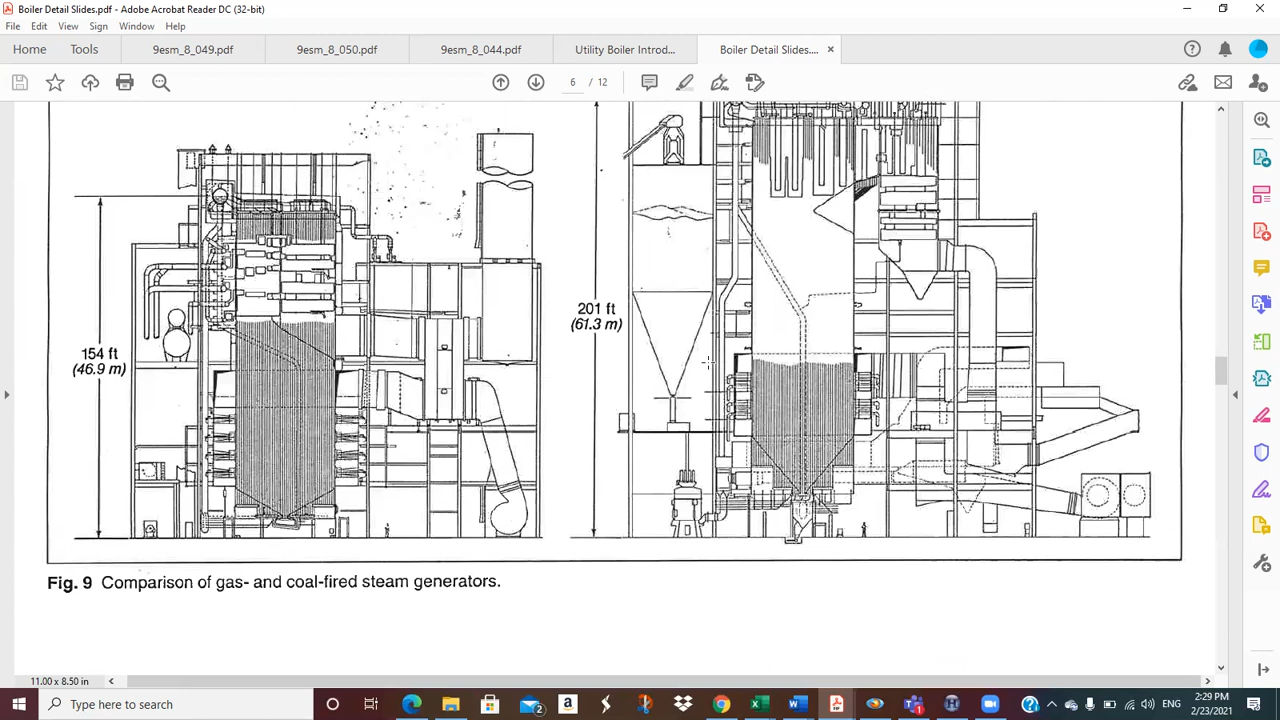 Boiler Detail Slides.pdf - Adobe Acrobat Reader DC (32-bit)
File Edit View Sign Window Help
Home Tools 9esm_8_049.pdf 9esm_8_050.pdf 9esm_8_044.pdf Utility Boiler Introd... Boiler Detail Slides....
6 / 12
154 ft
(46.9 m)
201 ft
(61.3 m)
Fig. 9 Comparison of gas- and coal-fired steam generators.
11.00 x 8.50 in
Type here to search
2
1
2:29 PM
2/23/2021